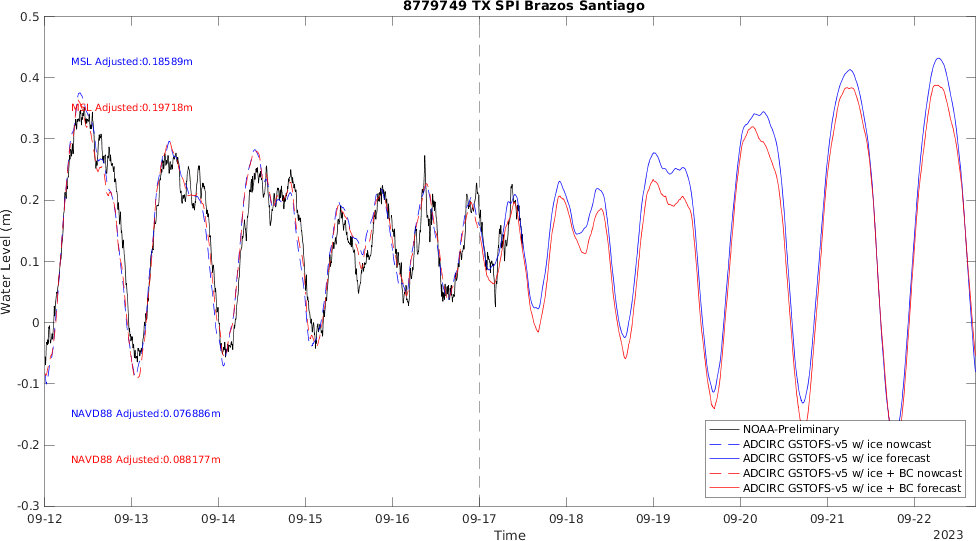 8779749 TX SPI Brazos Santiago
0.5
0.4
0.3
0.2
0.1
0
-0.1
-0.2
-0.3
Water Level (m)
MSL Adjusted:0.18589m
MSL Adjusted:0.19718m
NAVD88 Adjusted:0.076886m
NAVD88 Adjusted:0.088177m
NOAA-Preliminary
ADCIRC GSTOFS-v5 w/ ice nowcast
ADCIRC GSTOFS-v5 w/ ice forecast
ADCIRC GSTOFS-v5 w/ ice + BC nowcast
ADCIRC GSTOFS-v5 w/ ice + BC forecast
09-12 09-13 09-14 09-15 09-16 09-17 09-18 09-19 09-20 09-21 09-22
Time
2023